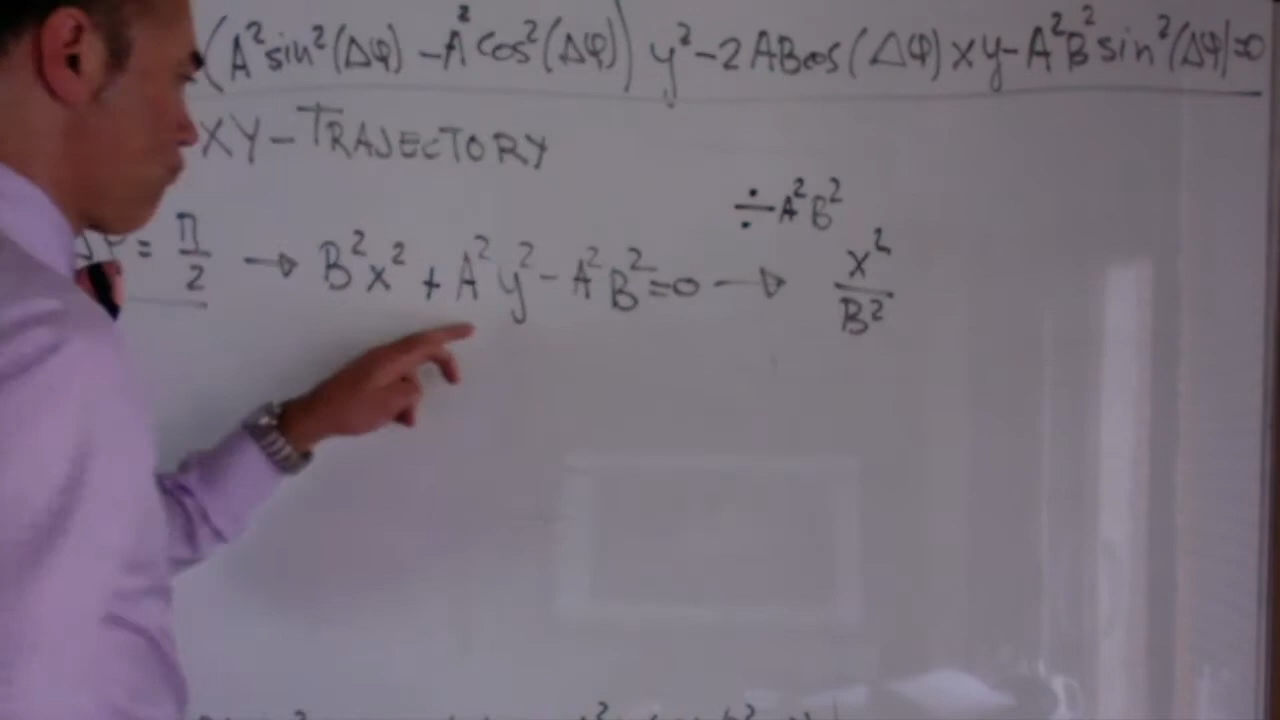 (A²sin²(Δφ) -A²cos²(Δφ)) y²-2ABcos(Δφ)xy-A²B²sin²(Δφ)=0
XY-TRAJECTORY
÷A²B²
Δφ = π/2 → B²x² + A²y² - A²B²=0 → x²/B²